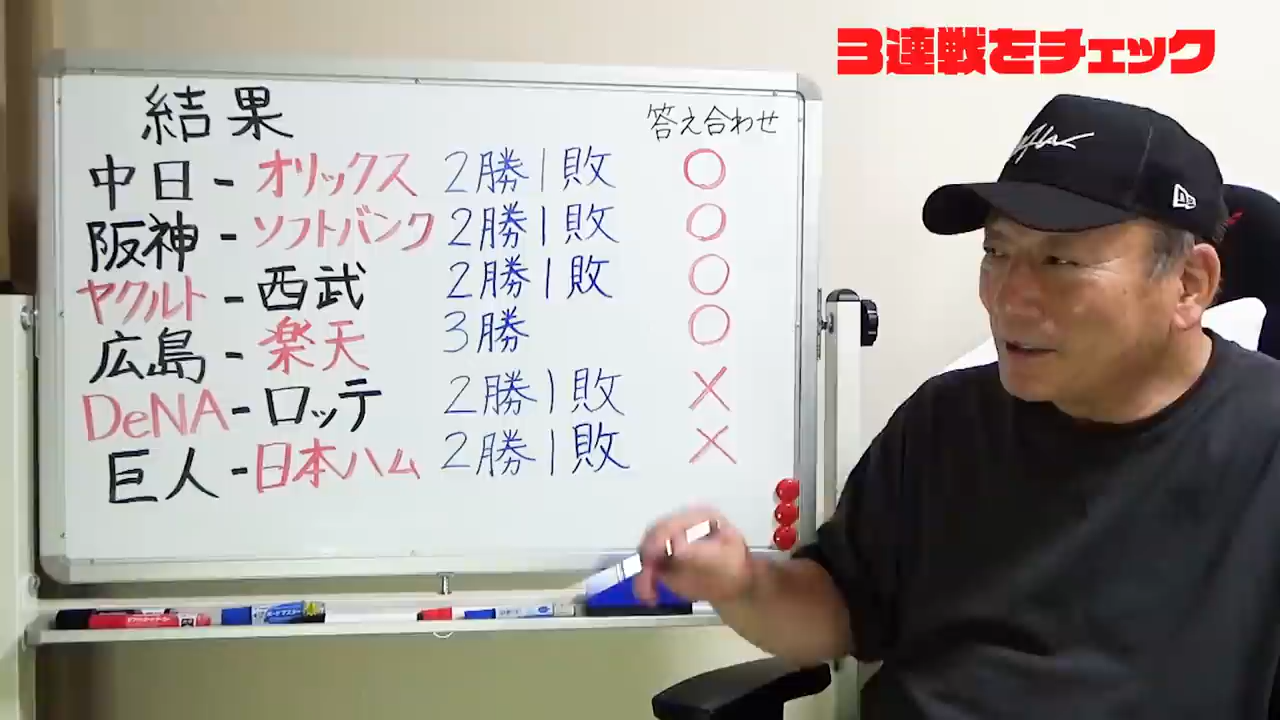 3連戦をチェック
結果
答え合わせ
中日-オリックス 2勝1敗 ○
阪神-ソフトバンク 2勝1敗 ○
ヤクルト-西武 2勝1敗 ○
広島-楽天 3勝 ○
DeNA-ロッテ 2勝1敗 ×
巨人-日本ハム 2勝1敗 ×